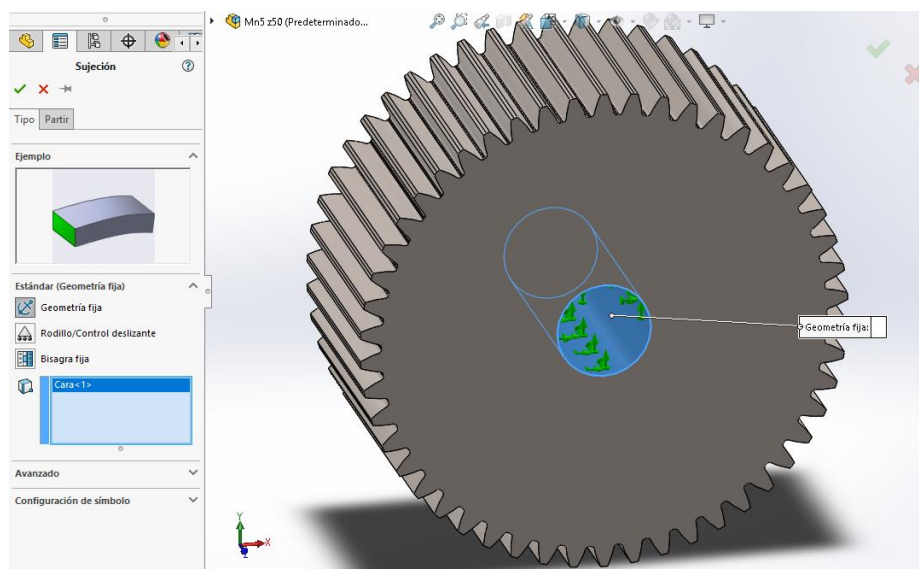 Mn5 z50 (Predeterminado...
Sujeción
Tipo
Partir
Ejemplo
Estándar (Geometría fija)
Geometría fija
Rodillo/Control deslizante
Bisagra fija
Cara<1>
Avanzado
Configuración de símbolo
Geometría fija:
Y
X
Z